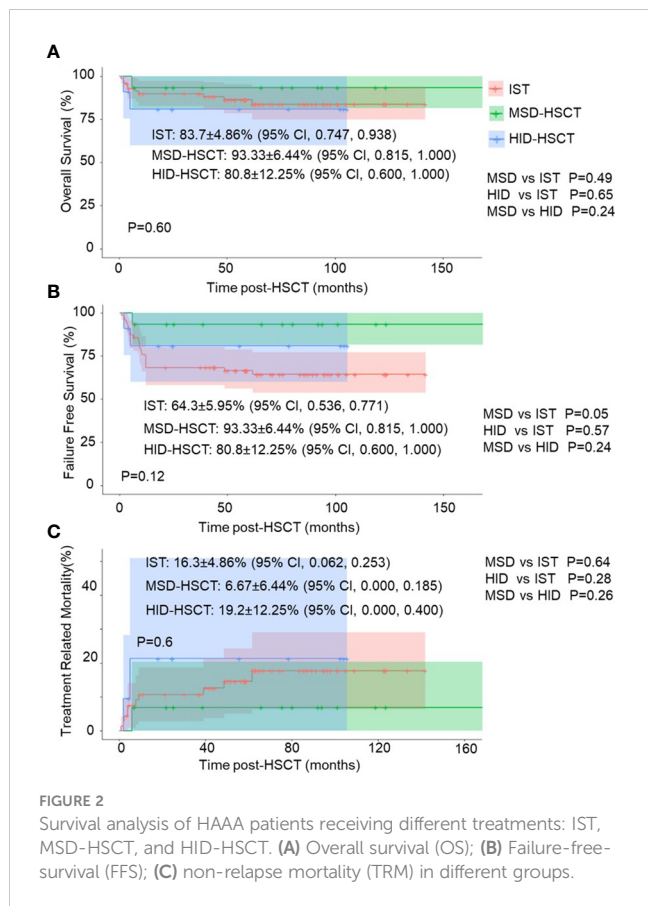 A
Overall Survival (%)
100
75
50
25
0
IST: 83.7±4.86% (95% CI, 0.747, 0.938)
MSD-HSCT: 93.33±6.44% (95% CI, 0.815, 1.000)
HID-HSCT: 80.8±12.25% (95% CI, 0.600, 1.000)
P=0.60
0 50 100 150
Time post-HSCT (months)
IST
MSD-HSCT
HID-HSCT
MSD vs IST P=0.49
HID vs IST P=0.65
MSD vs HID P=0.24
B
Failure Free Survival (%)
100
75
50
25
0
IST: 64.3±5.95% (95% CI, 0.536, 0.771)
MSD-HSCT: 93.33±6.44% (95% CI, 0.815, 1.000)
HID-HSCT: 80.8±12.25% (95% CI, 0.600, 1.000)
P=0.12
0 50 100 150
Time post-HSCT (months)
MSD vs IST P=0.05
HID vs IST P=0.57
MSD vs HID P=0.24
C
Treatment Related Mortality(%)
40
20
0
IST: 16.3±4.86% (95% CI, 0.062, 0.253)
MSD-HSCT: 6.67±6.44% (95% CI, 0.000, 0.185)
HID-HSCT: 19.2±12.25% (95% CI, 0.000, 0.400)
P=0.6
0 40 80 120 160
Time post-HSCT (months)
MSD vs IST P=0.64
HID vs IST P=0.28
MSD vs HID P=0.26
FIGURE 2
Survival analysis of HAAA patients receiving different treatments: IST,
MSD-HSCT, and HID-HSCT. (A) Overall survival (OS); (B) Failure-free-
survival (FFS); (C) non-relapse mortality (TRM) in different groups.